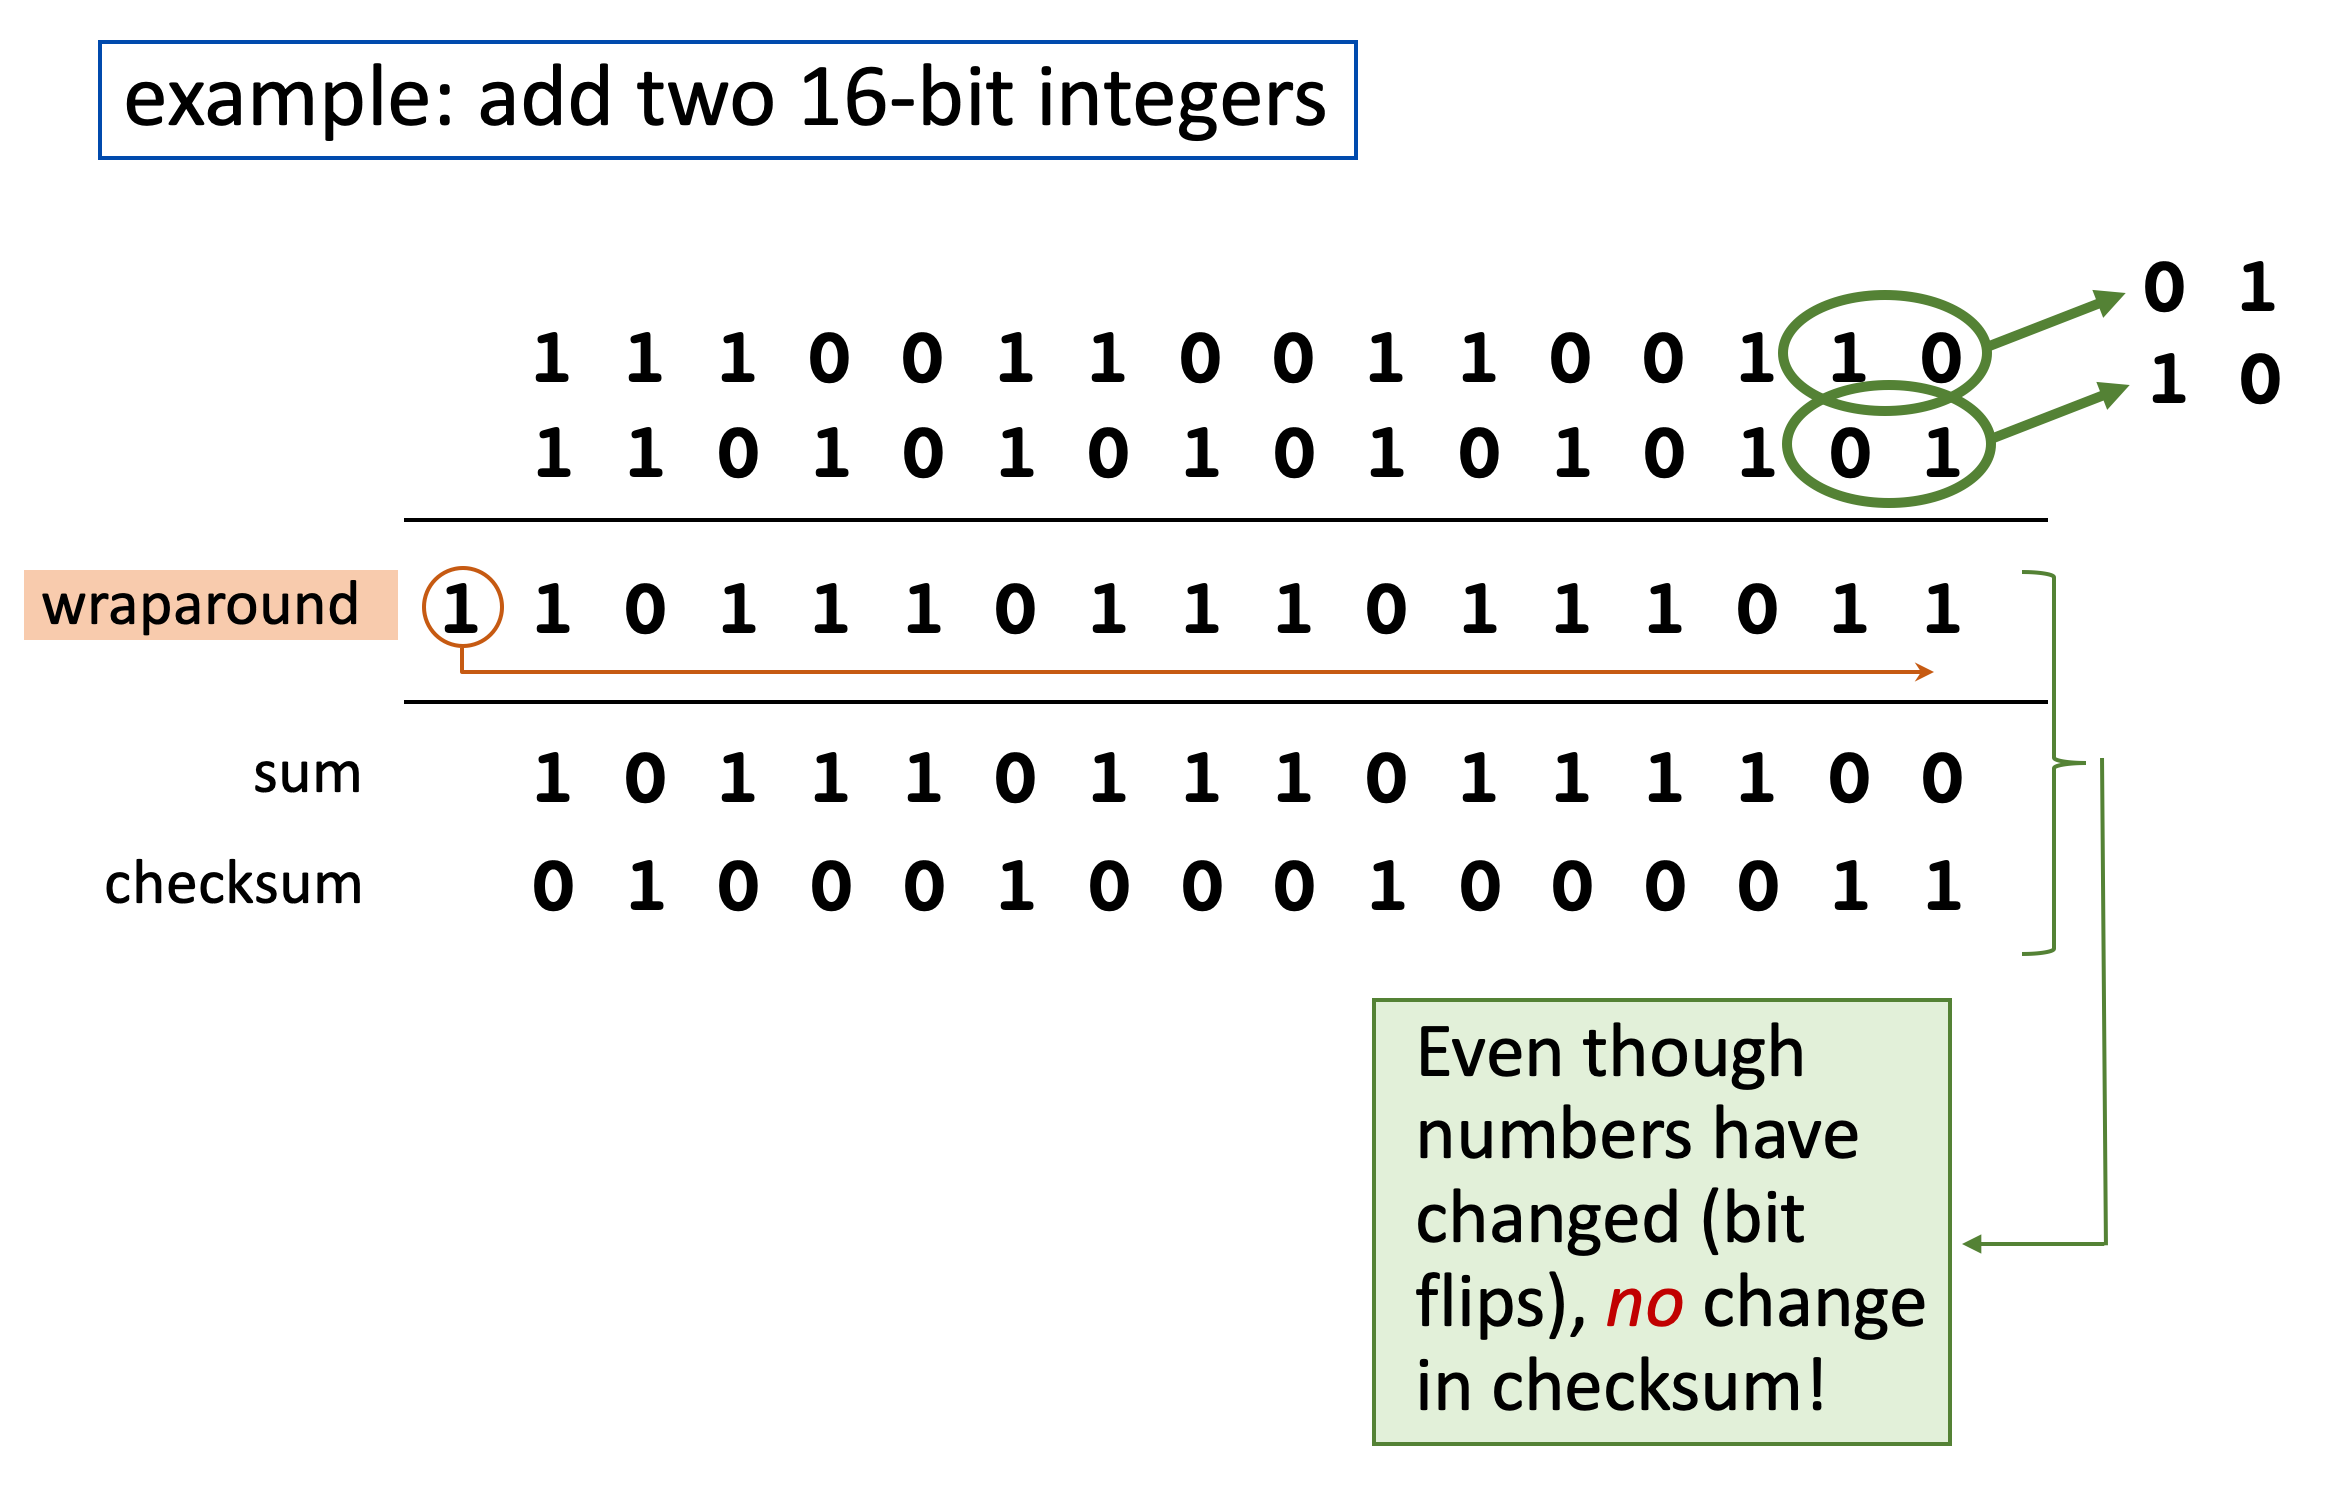 example: add two 16-bit integers
0 1
1 1 1 0 0 1 1 0 0 1 1 0 0 1 1 0
1 0
1 1 0 1 0 1 0 1 0 1 0 1 0 1 0 1
wraparound 1 1 0 1 1 1 0 1 1 1 0 1 1 1 0 1 1
sum 1 0 1 1 1 0 1 1 1 0 1 1 1 1 0 0
checksum 0 1 0 0 0 1 0 0 0 1 0 0 0 0 1 1
Even though
numbers have
changed (bit
flips), no change
in checksum!